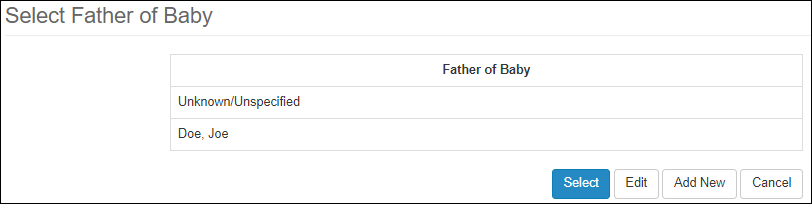 Select Father of Baby
Father of Baby
Unknown/Unspecified
Doe, Joe
Select Edit Add New Cancel